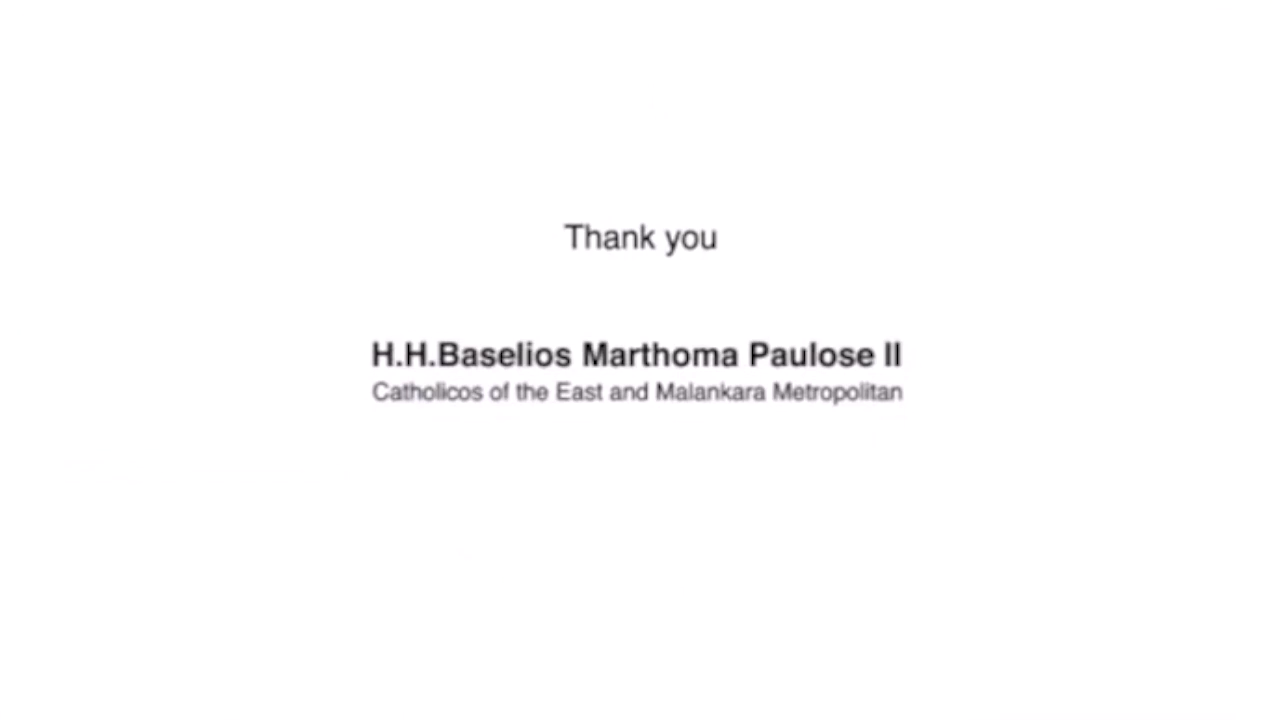 Thank you
H.H.Baselios Marthoma Paulose II
Catholicos of the East and Malankara Metropolitan